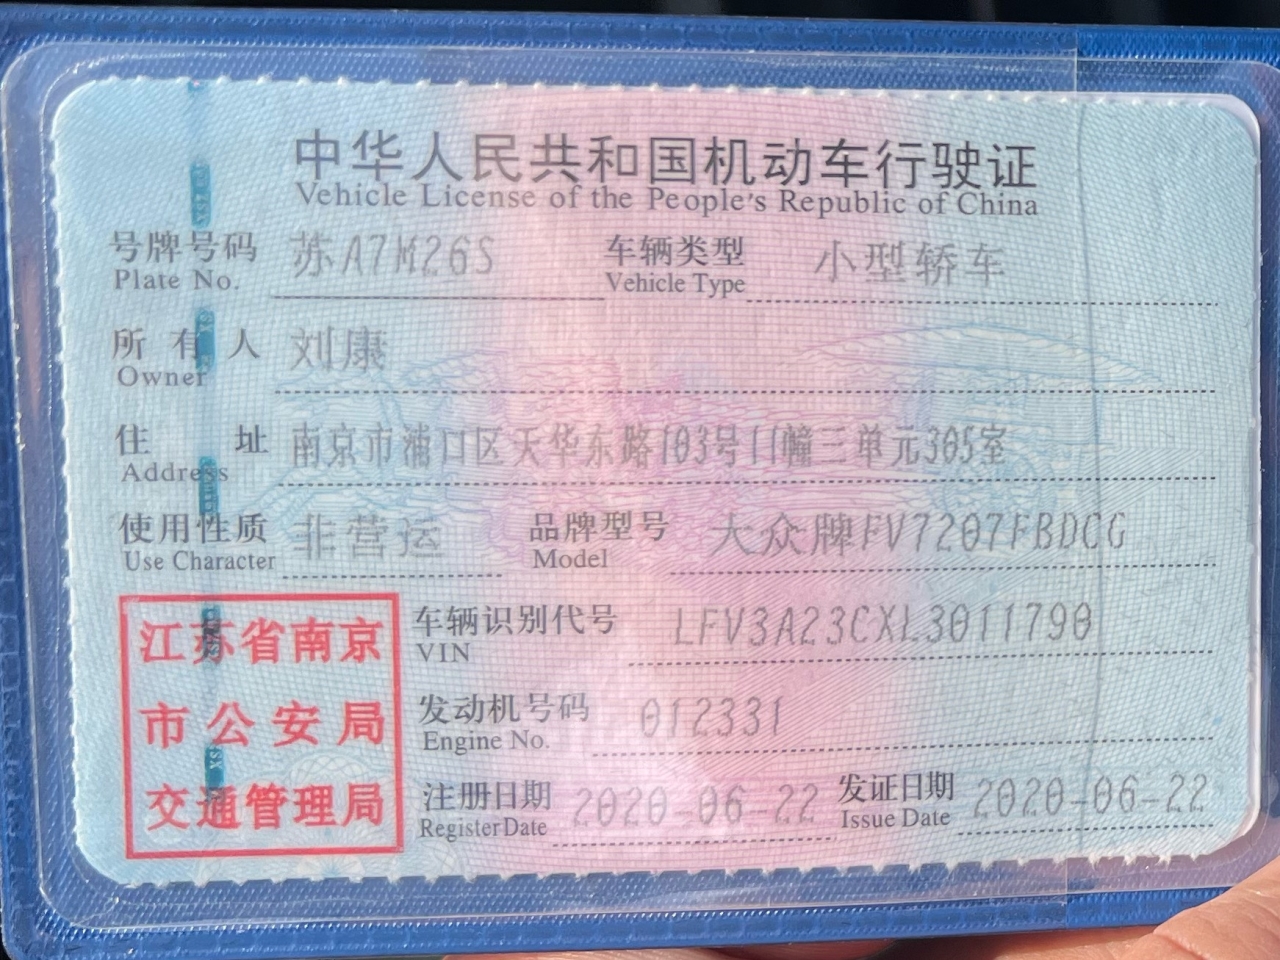 中华人民共和国机动车行驶证
Vehicle License of the People's Republic of China
号牌号码 苏A7M26S 车辆类型 小型轿车
Plate No. Vehicle Type
所有人 刘康
Owner
住址 南京市浦口区天华东路103号11幢三单元305室
Address
使用性质 非营运 品牌型号 大众牌FV7207FBDCG
Use Character Model
江苏省南京
市公安局
交通管理局
车辆识别代号 LFV3A23CXL3011790
VIN
发动机号码 012331
Engine No.
注册日期 2020-06-22 发证日期 2020-06-22
Register Date Issue Date